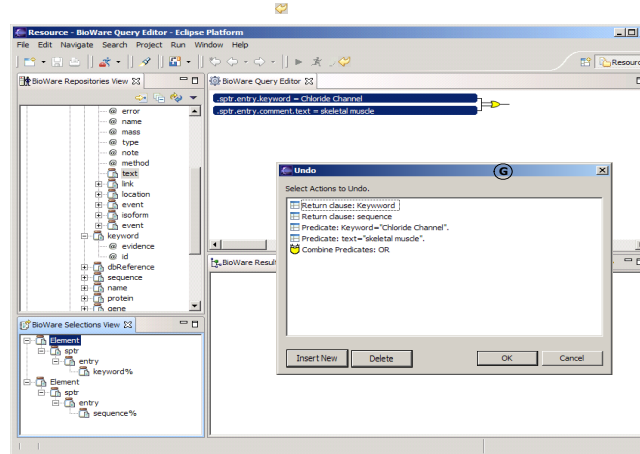 Resource - BioWare Query Editor - Eclipse Platform
File Edit Navigate Search Project Run Window Help
Resourc
BioWare Repositories View
BioWare Query Editor
@ error
@ name
@ mass
@ type
@ note
@ method
text
link
location
event
isoform
event
keyword
@ evidence
@ id
dbReference
sequence
name
protein
gene
.sptr.entry.keyword = Chloride Channel
.sptr.entry.comment.text = skeletal muscle
Undo
G
Select Actions to Undo.
Return clause: Keywword
Return clause: sequence
Predicate: Keyword="Chloride Channel".
Predicate: text="skeletal muscle".
Combine Predicates: OR
Insert New
Delete
OK
Cancel
BioWare Resul
BioWare Selections View
Element
sptr
entry
keyword%
Element
sptr
entry
sequence%